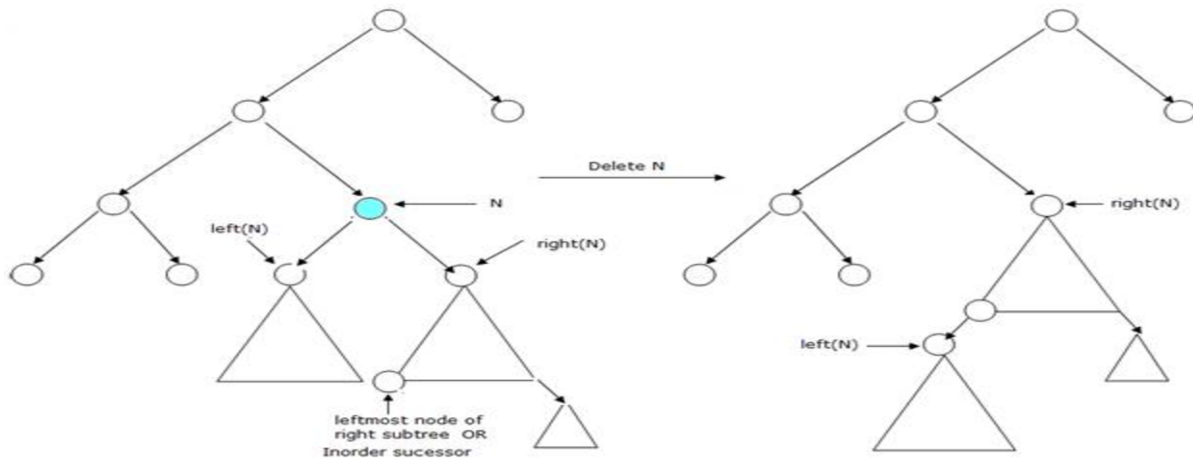 Delete N
N
left(N)
right(N)
right(N)
left(N)
leftmost node of
right subtree OR
Inorder sucessor